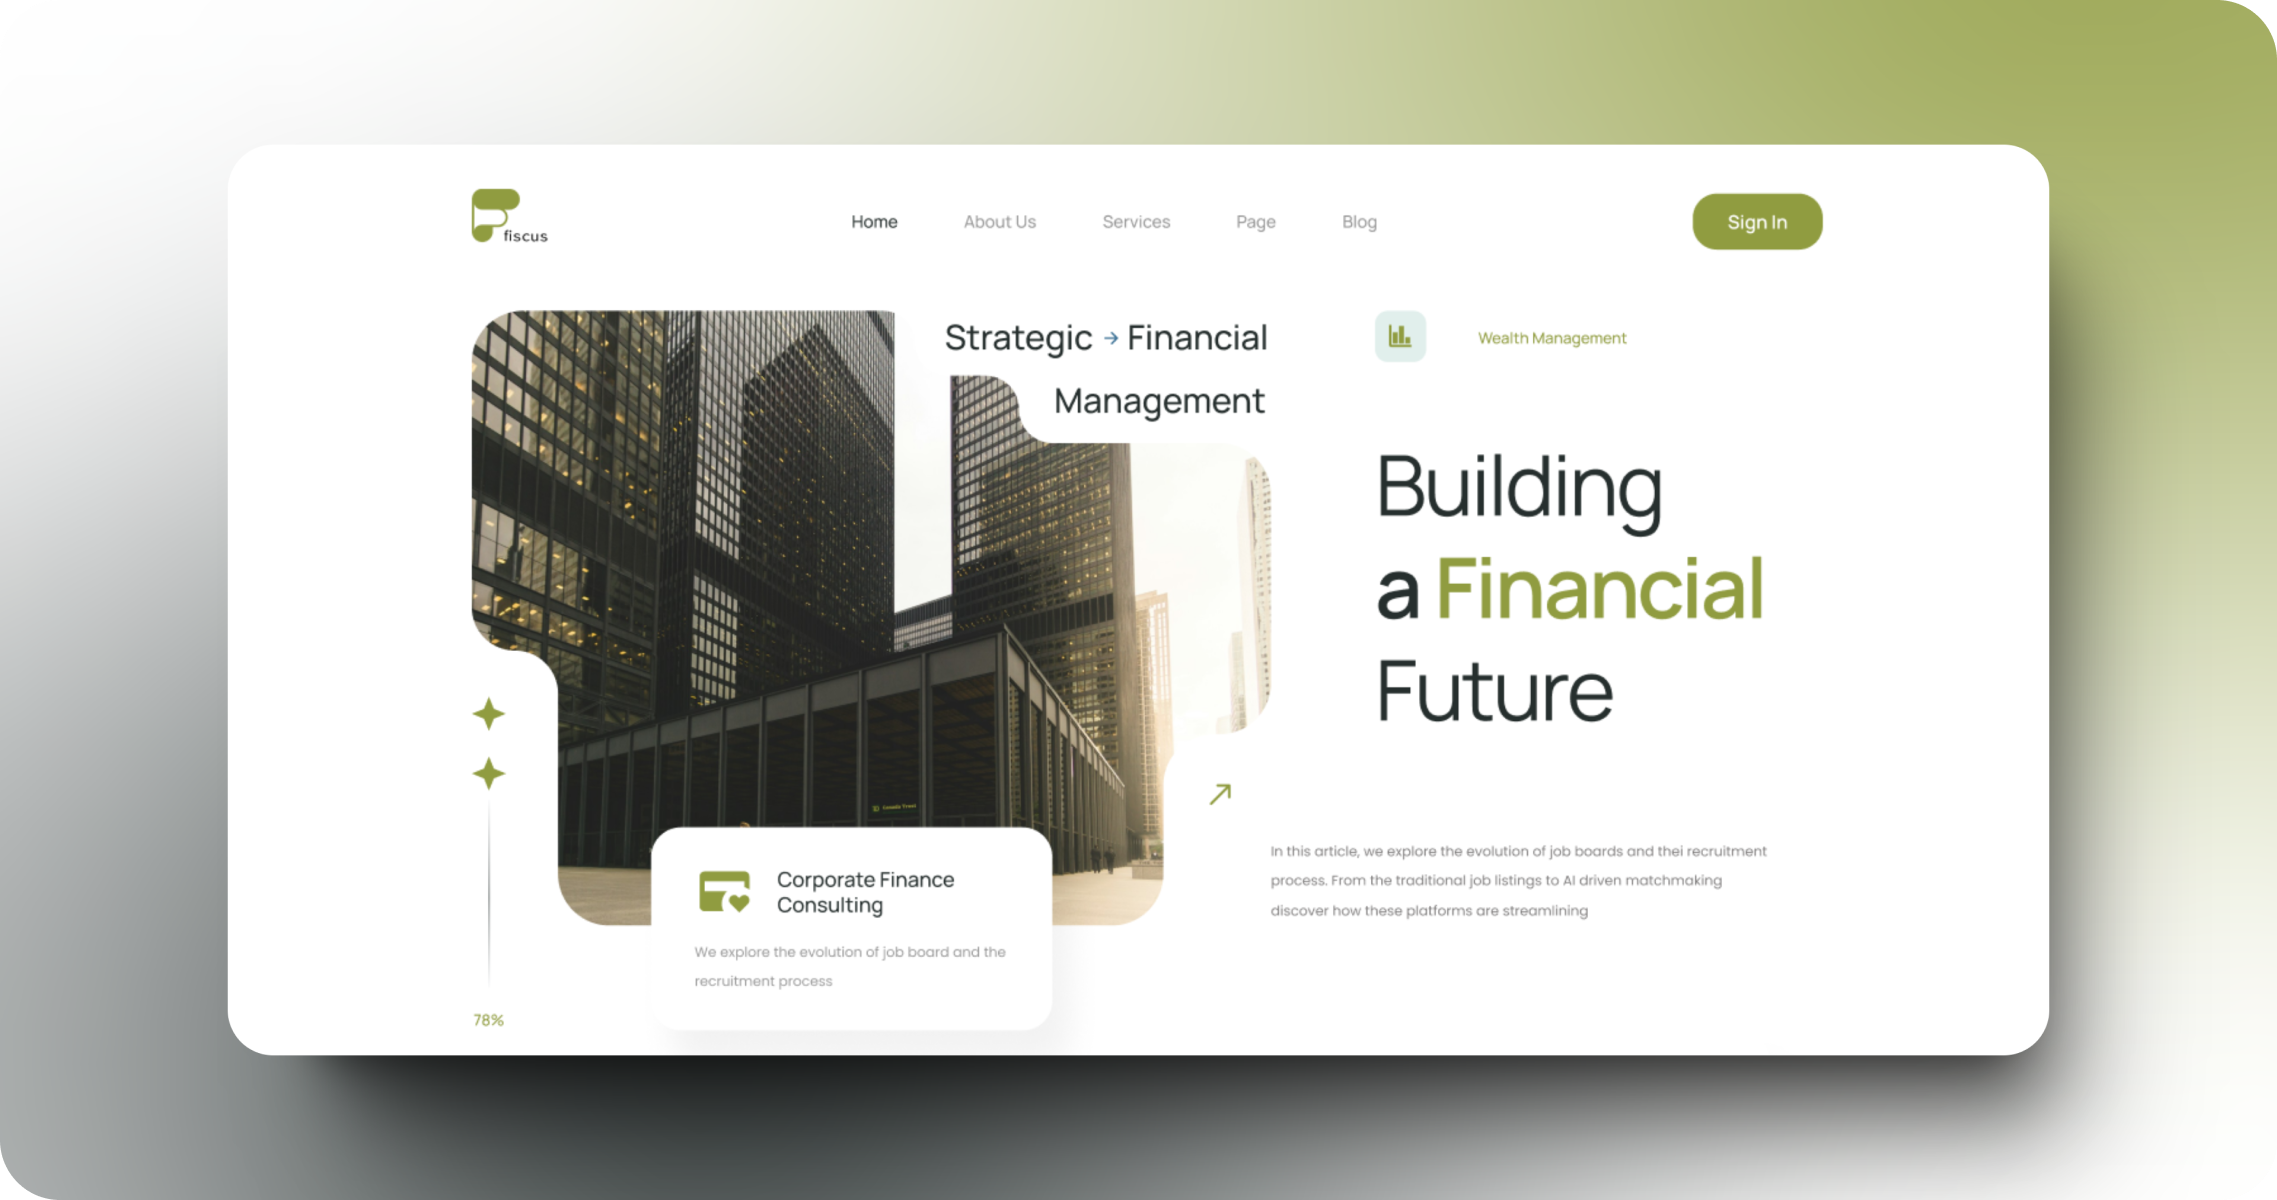 fiscus
Home
About Us
Services
Page
Blog
Sign In
Strategic → Financial
Management
Wealth Management
Building
a Financial
Future
In this article, we explore the evolution of job boards and thei recruitment
process. From the traditional job listings to AI driven matchmaking
discover how these platforms are streamlining
Corporate Finance
Consulting
We explore the evolution of job board and the
recruitment process
78%